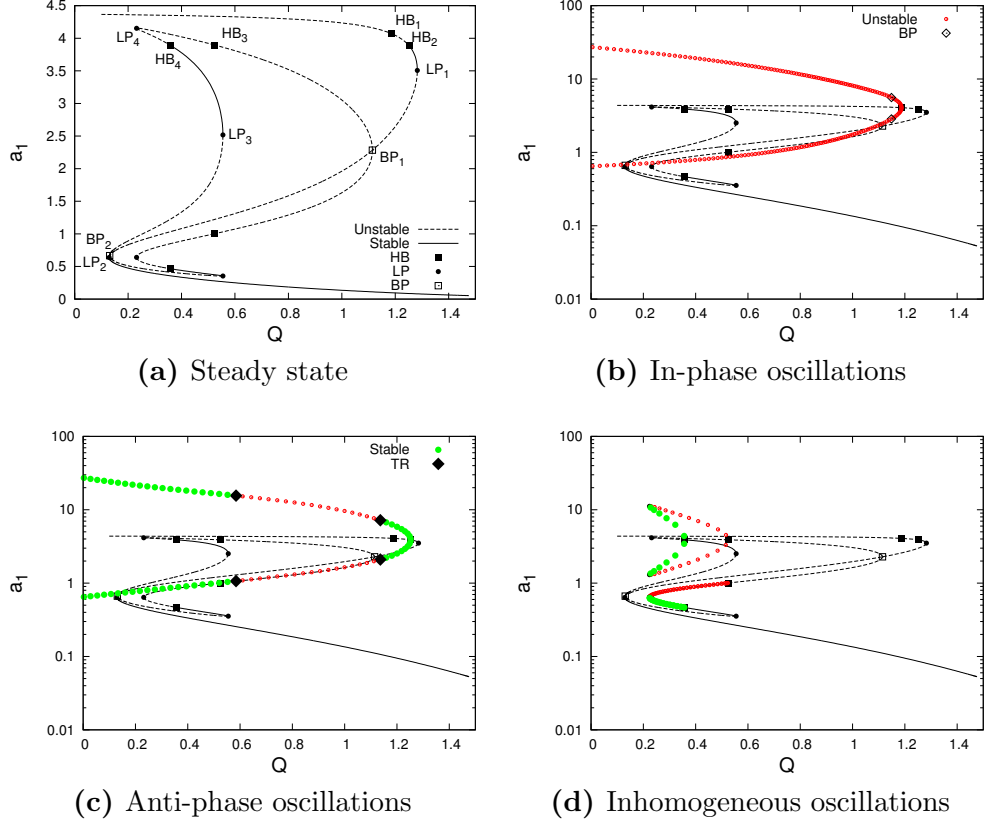 4.5
4
3.5
3
2.5
2
1.5
1
0.5
0
a₁
HB₁
HB₂
HB₃
LP₄
HB₄
LP₁
LP₃
BP₁
BP₂
LP₂
Unstable
Stable
HB
LP
BP
0 0.2 0.4 0.6 0.8 1 1.2 1.4
Q
(a) Steady state
100
10
1
0.1
0.01
a₁
Unstable
BP
0 0.2 0.4 0.6 0.8 1 1.2 1.4
Q
(b) In-phase oscillations
100
10
1
0.1
0.01
a₁
Stable
TR
0 0.2 0.4 0.6 0.8 1 1.2 1.4
Q
(c) Anti-phase oscillations
100
10
1
0.1
0.01
a₁
0 0.2 0.4 0.6 0.8 1 1.2 1.4
Q
(d) Inhomogeneous oscillations